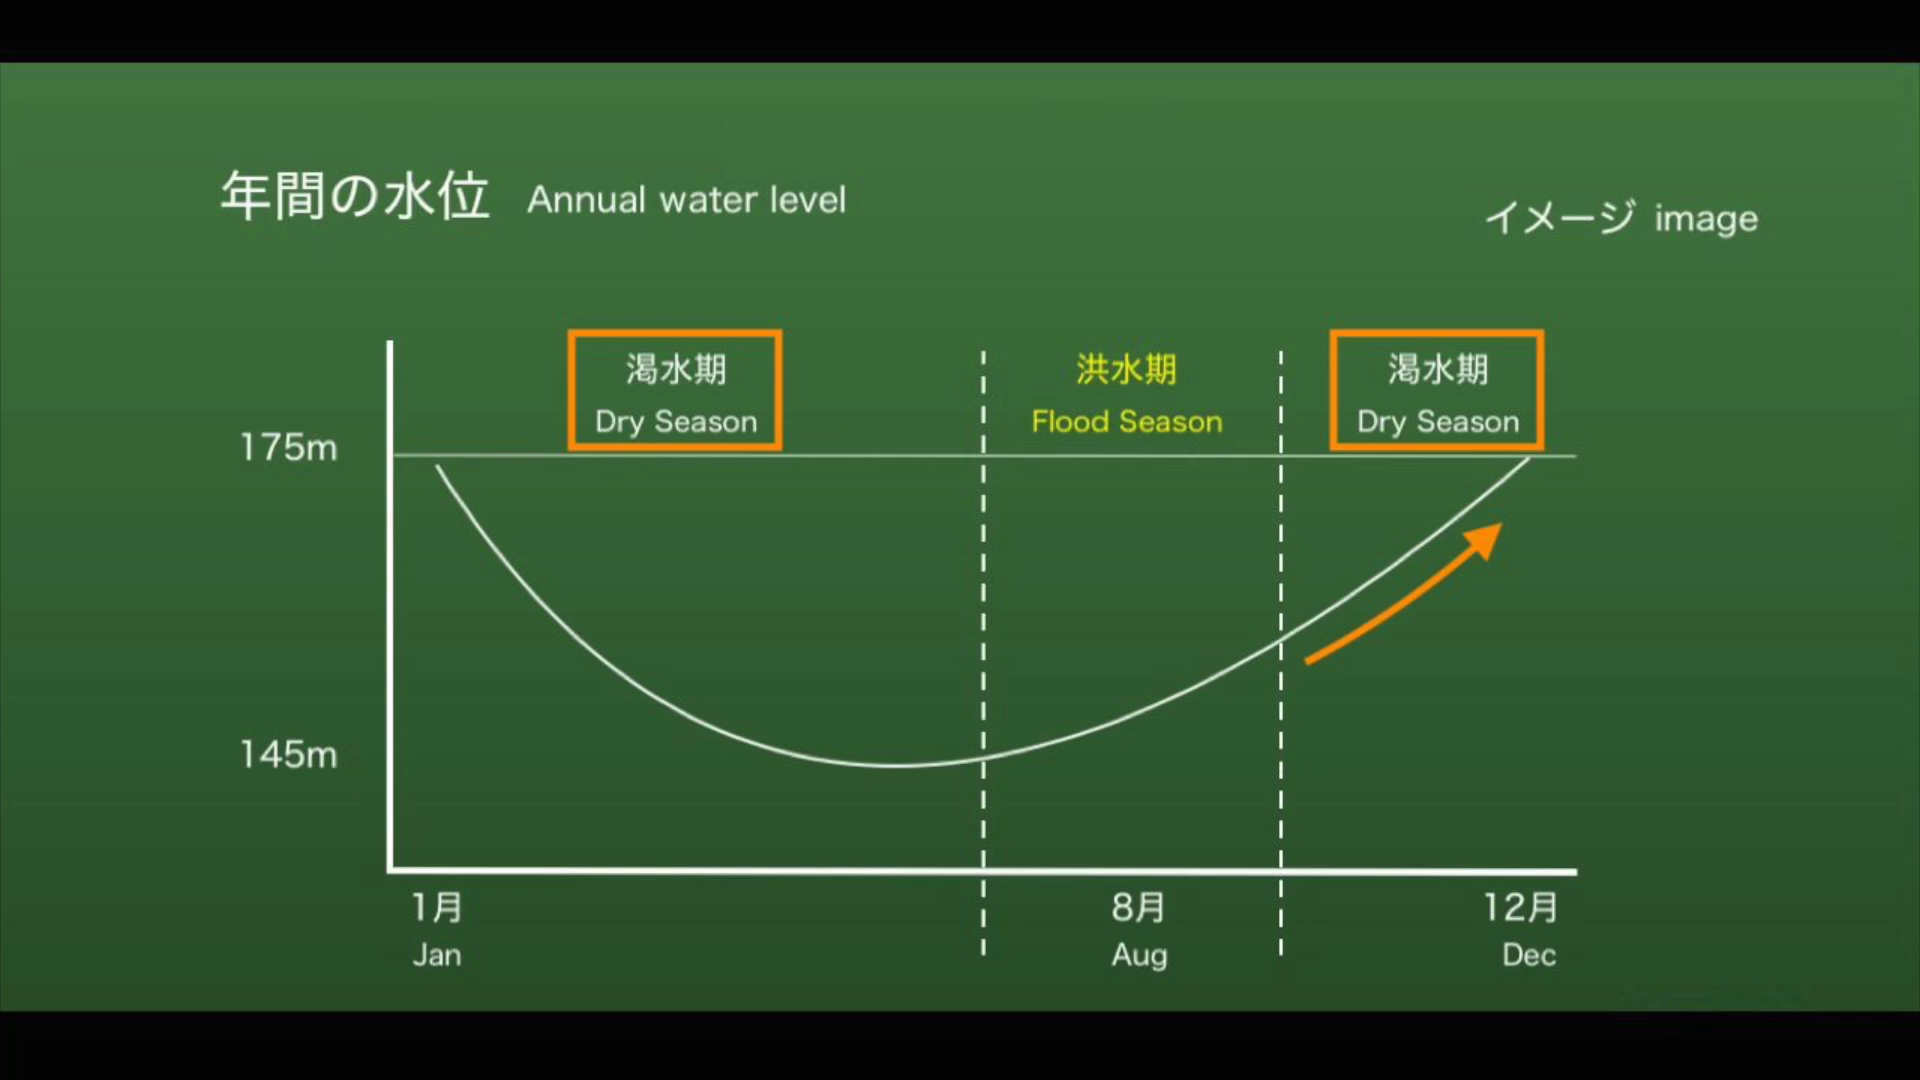 年間の水位 Annual water level
イメージ image
渇水期
Dry Season
洪水期
Flood Season
渇水期
Dry Season
175m
145m
1月
Jan
8月
Aug
12月
Dec